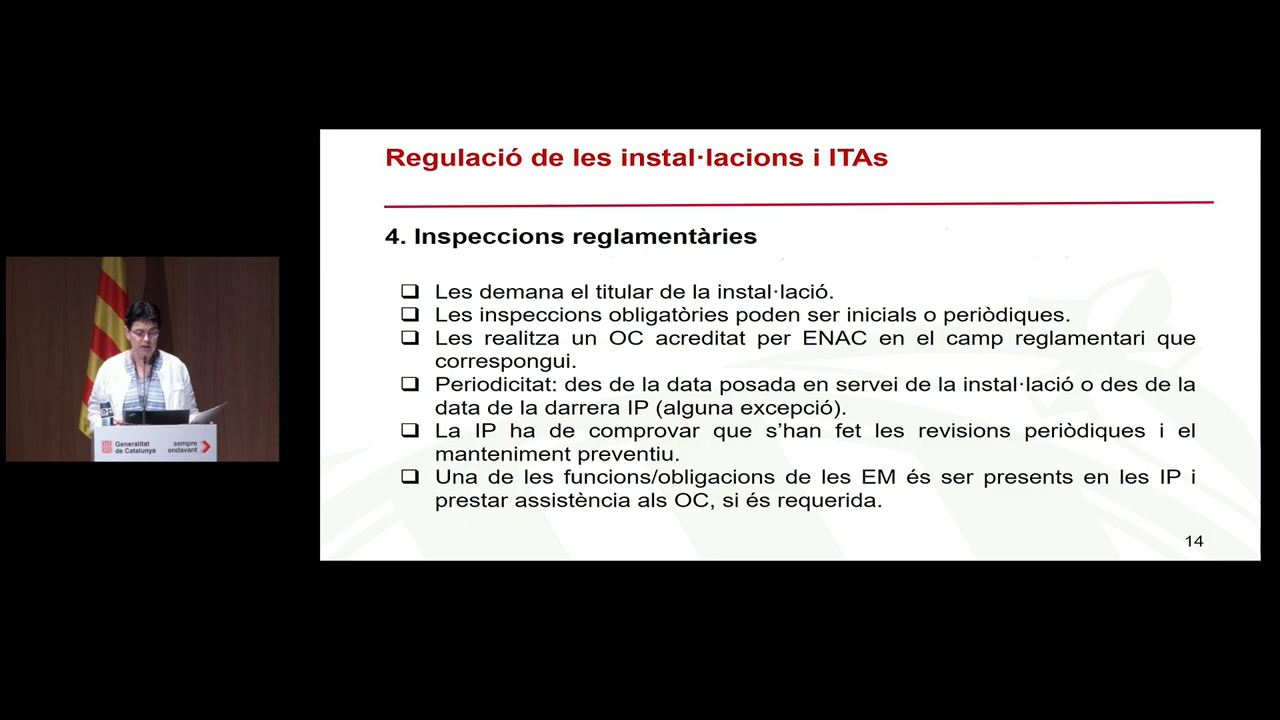 Regulació de les instal·lacions i ITAs
4. Inspeccions reglamentàries
❑ Les demana el titular de la instal·lació.
❑ Les inspeccions obligatòries poden ser inicials o periòdiques.
❑ Les realitza un OC acreditat per ENAC en el camp reglamentari que
correspongui.
❑ Periodicitat: des de la data posada en servei de la instal·lació o des de la
data de la darrera IP (alguna excepció).
❑ La IP ha de comprovar que s’han fet les revisions periòdiques i el
manteniment preventiu.
❑ Una de les funcions/obligacions de les EM és ser presents en les IP i
prestar assistència als OC, si és requerida.
14
Generalitat
de Catalunya
sempre
endavant